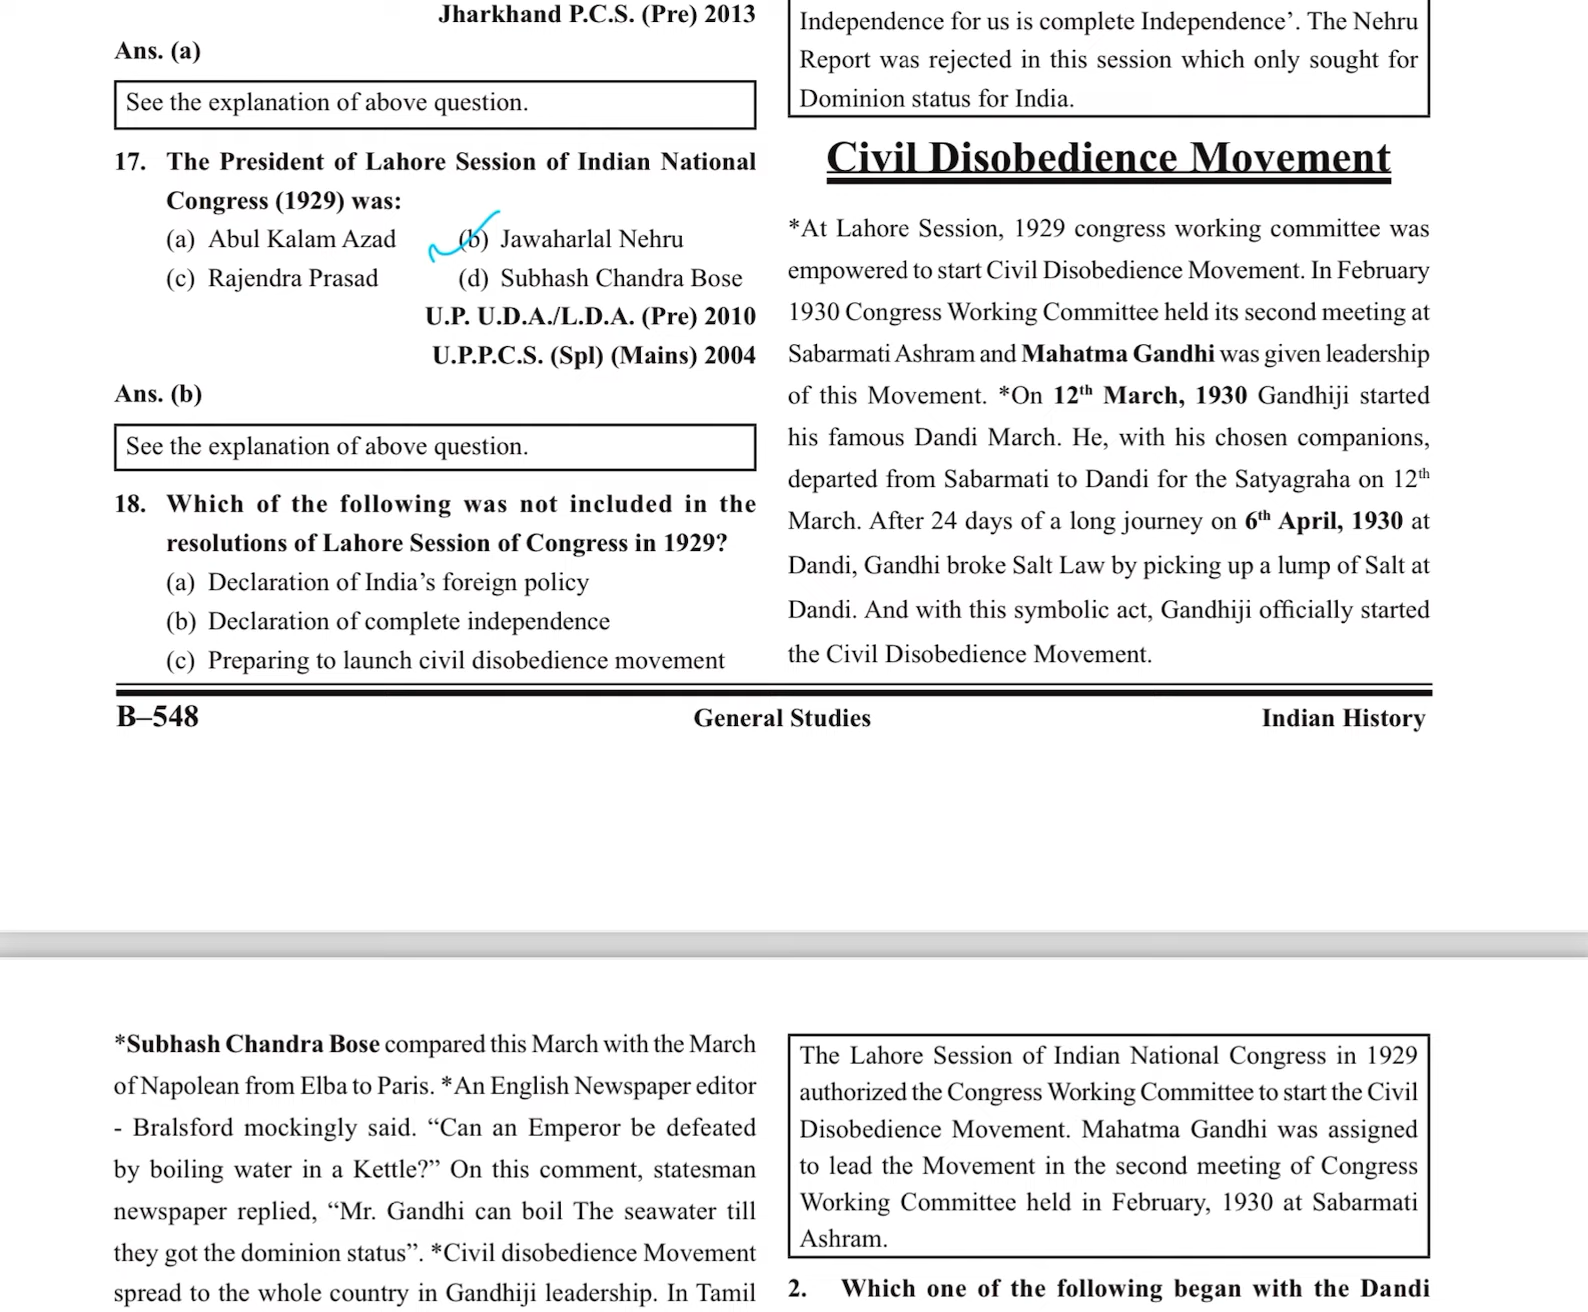 Jharkhand P.C.S. (Pre) 2013
Ans. (a)
See the explanation of above question.
17. The President of Lahore Session of Indian National
Congress (1929) was:
(a) Abul Kalam Azad (b) Jawaharlal Nehru
(c) Rajendra Prasad (d) Subhash Chandra Bose
U.P. U.D.A./L.D.A. (Pre) 2010
U.P.P.C.S. (Spl) (Mains) 2004
Ans. (b)
See the explanation of above question.
18. Which of the following was not included in the
resolutions of Lahore Session of Congress in 1929?
(a) Declaration of India’s foreign policy
(b) Declaration of complete independence
(c) Preparing to launch civil disobedience movement
Independence for us is complete Independence’. The Nehru
Report was rejected in this session which only sought for
Dominion status for India.
Civil Disobedience Movement
*At Lahore Session, 1929 congress working committee was
empowered to start Civil Disobedience Movement. In February
1930 Congress Working Committee held its second meeting at
Sabarmati Ashram and Mahatma Gandhi was given leadership
of this Movement. *On 12th March, 1930 Gandhiji started
his famous Dandi March. He, with his chosen companions,
departed from Sabarmati to Dandi for the Satyagraha on 12th
March. After 24 days of a long journey on 6th April, 1930 at
Dandi, Gandhi broke Salt Law by picking up a lump of Salt at
Dandi. And with this symbolic act, Gandhiji officially started
the Civil Disobedience Movement.
B–548 General Studies Indian History
*Subhash Chandra Bose compared this March with the March
of Napolean from Elba to Paris. *An English Newspaper editor
- Bralsford mockingly said. “Can an Emperor be defeated
by boiling water in a Kettle?” On this comment, statesman
newspaper replied, “Mr. Gandhi can boil The seawater till
they got the dominion status”. *Civil disobedience Movement
spread to the whole country in Gandhiji leadership. In Tamil
The Lahore Session of Indian National Congress in 1929
authorized the Congress Working Committee to start the Civil
Disobedience Movement. Mahatma Gandhi was assigned
to lead the Movement in the second meeting of Congress
Working Committee held in February, 1930 at Sabarmati
Ashram.
2. Which one of the following began with the Dandi